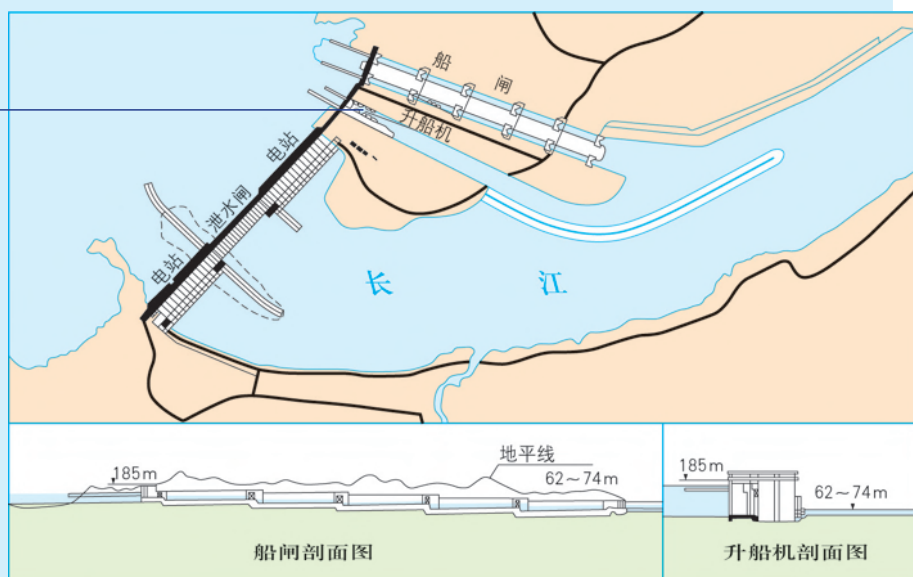 船闸
升船机
电站
泄水闸
电站
长江
185m
地平线
62～74m
船闸剖面图
185m
62～74m
升船机剖面图